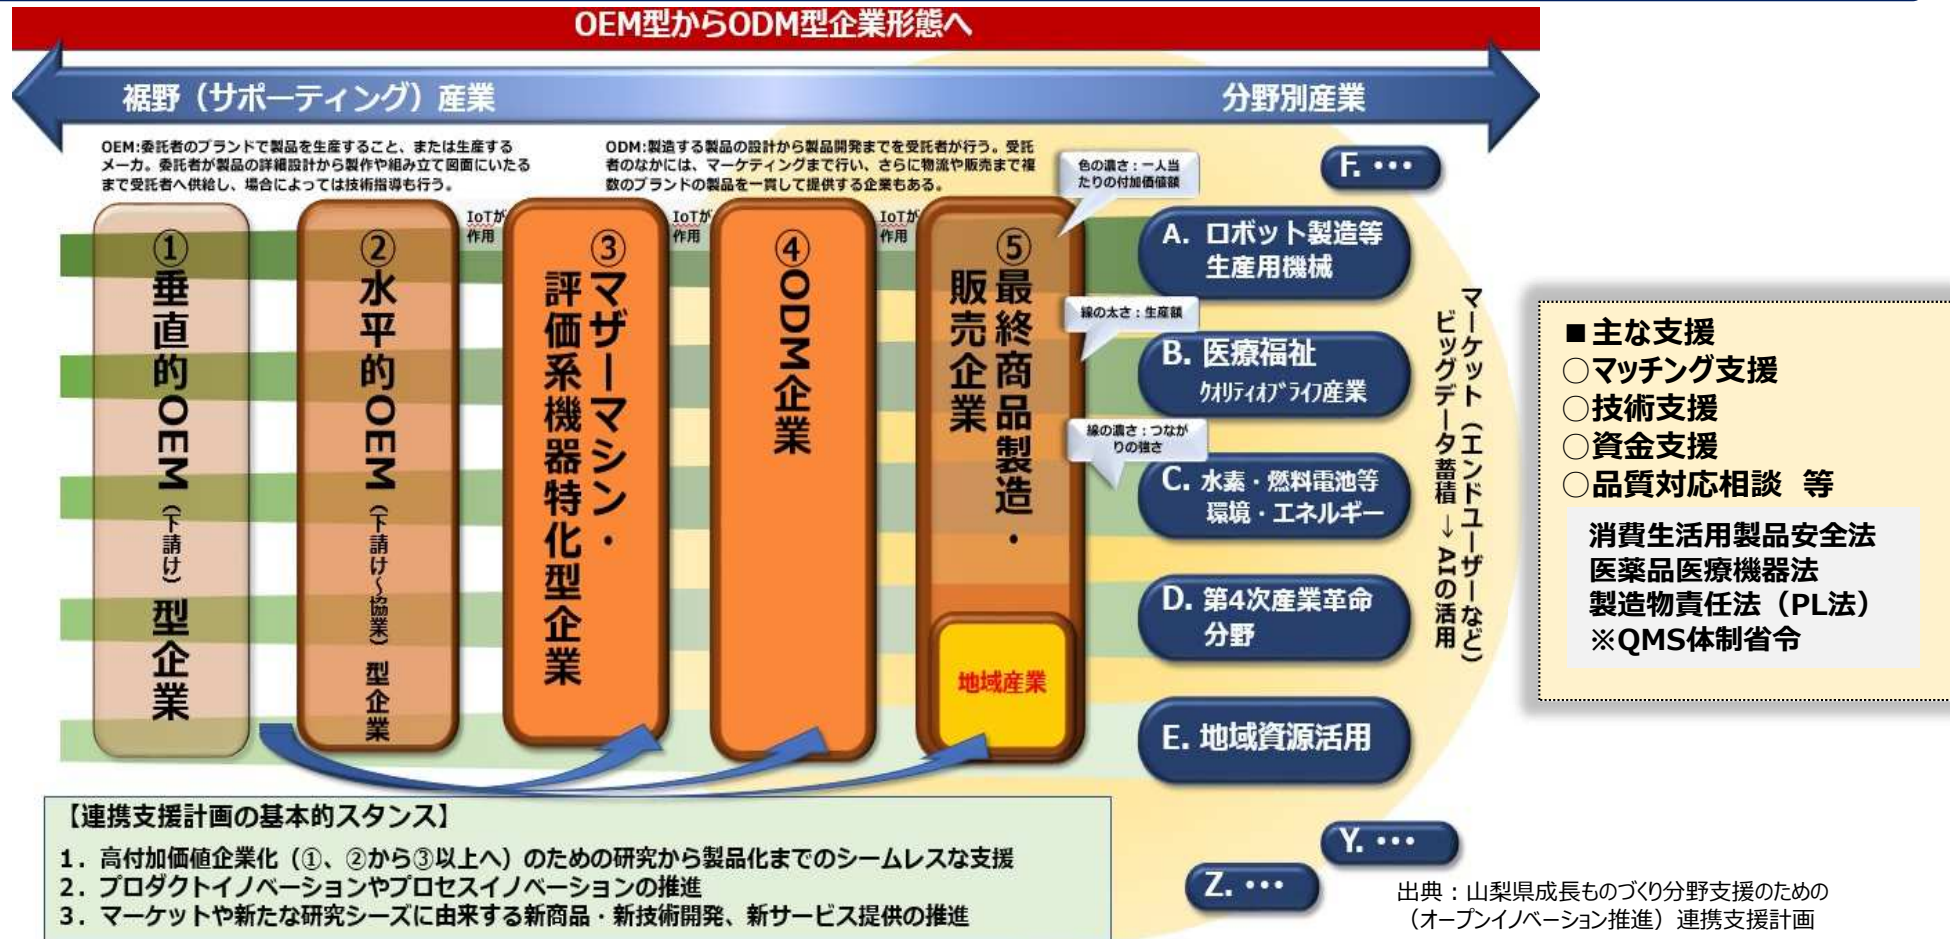 OEM型からODM型企業形態へ
裾野（サポーティング）産業
分野別産業
OEM:委託者のブランドで製品を生産すること、または生産する
メーカ。委託者が製品の詳細設計から製作や組み立て図面にいたる
まで受託者へ供給し、場合によっては技術指導も行う。
ODM:製造する製品の設計から製品開発までを受託者が行う。受託
者のなかには、マーケティングまで行い、さらに物流や販売まで複
数のブランドの製品を一貫して提供する企業もある。
色の濃さ：一人当
たりの付加価値額
線の太さ：生産額
線の濃さ：つなが
りの強さ
①垂直的OEM（下請け）型企業
②水平的OEM（下請け～協業）型企業
IoTが
作用
③マザーマシン・
評価系機器特化型企業
IoTが
作用
④ODM企業
IoTが
作用
⑤最終商品製造・
販売企業
地域産業
F. ・・・
A. ロボット製造等
生産用機械
B. 医療福祉
ｸｵﾘﾃｨｵﾌﾞﾗｲﾌ産業
C. 水素・燃料電池等
環境・エネルギー
D. 第4次産業革命
分野
E. 地域資源活用
Y. ・・・
Z. ・・・
マーケット（エンドユーザーなど）
ビッグデータ蓄積→AIの活用
■主な支援
○マッチング支援
○技術支援
○資金支援
○品質対応相談 等
消費生活用製品安全法
医薬品医療機器法
製造物責任法（PL法）
※QMS体制省令
【連携支援計画の基本的スタンス】
1．高付加価値企業化（①、②から③以上へ）のための研究から製品化までのシームレスな支援
2．プロダクトイノベーションやプロセスイノベーションの推進
3．マーケットや新たな研究シーズに由来する新商品・新技術開発、新サービス提供の推進
出典：山梨県成長ものづくり分野支援のための
（オープンイノベーション推進）連携支援計画